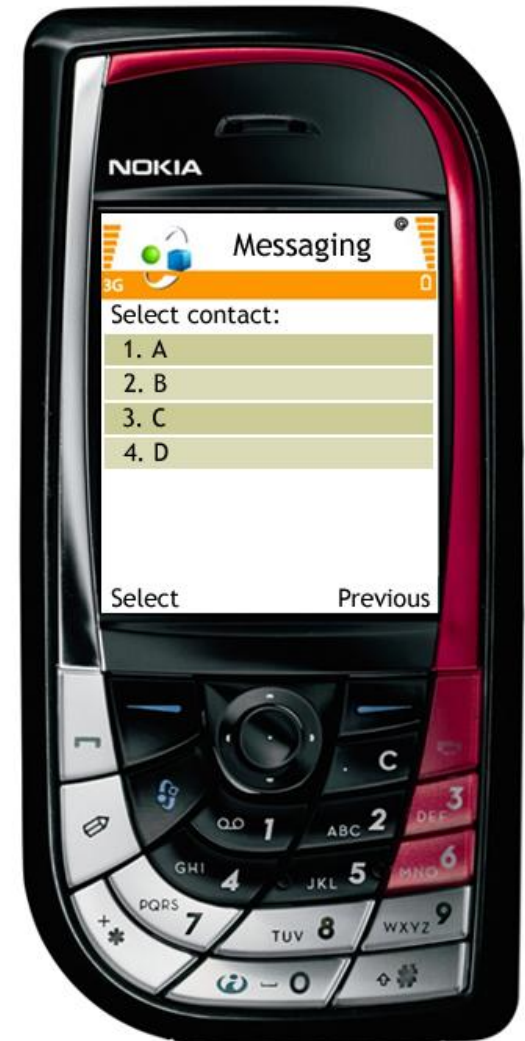 NOKIA
Messaging
3G
Select contact:
1. A
2. B
3. C
4. D
Select Previous
C
1 ABC 2 DEF 3
GHI 4 JKL 5 MNO 6
PQRS 7 TUV 8 WXYZ 9
+ * - 0 #